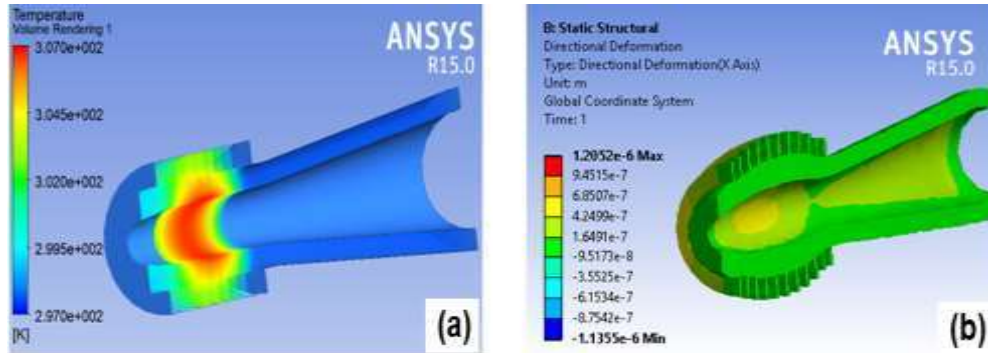 Temperature
Volume Rendering 1
3.070e+002
3.045e+002
3.020e+002
2.995e+002
2.970e+002
[K]
ANSYS
R15.0
(a)
B: Static Structural
Directional Deformation
Type: Directional Deformation(X Axis)
Unit: m
Global Coordinate System
Time: 1
1.2052e-6 Max
9.4515e-7
6.8507e-7
4.2499e-7
1.6491e-7
-9.5173e-8
-3.5525e-7
-6.1534e-7
-8.7542e-7
-1.1355e-6 Min
ANSYS
R15.0
(b)